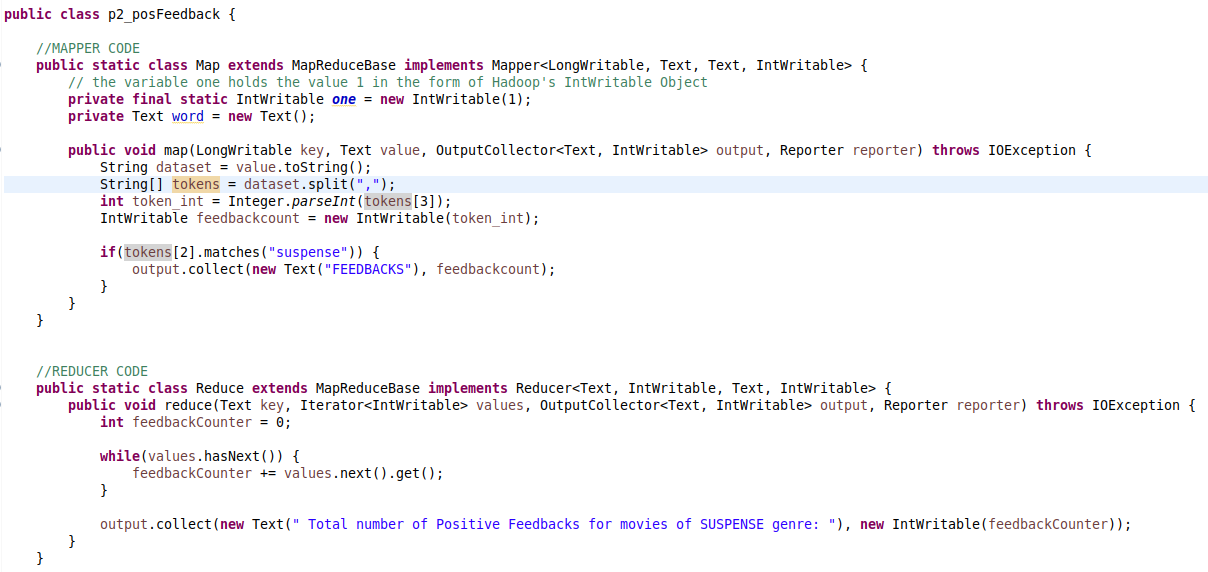 public class p2_posFeedback {
//MAPPER CODE
public static class Map extends MapReduceBase implements Mapper<LongWritable, Text, Text, IntWritable> {
// the variable one holds the value 1 in the form of Hadoop's IntWritable Object
private final static IntWritable one = new IntWritable(1);
private Text word = new Text();
public void map(LongWritable key, Text value, OutputCollector<Text, IntWritable> output, Reporter reporter) throws IOException {
String dataset = value.toString();
String[] tokens = dataset.split(",");
int token_int = Integer.parseInt(tokens[3]);
IntWritable feedbackcount = new IntWritable(token_int);
if(tokens[2].matches("suspense")) {
output.collect(new Text("FEEDBACKS"), feedbackcount);
}
}
}
//REDUCER CODE
public static class Reduce extends MapReduceBase implements Reducer<Text, IntWritable, Text, IntWritable> {
public void reduce(Text key, Iterator<IntWritable> values, OutputCollector<Text, IntWritable> output, Reporter reporter) throws IOException {
int feedbackCounter = 0;
while(values.hasNext()) {
feedbackCounter += values.next().get();
}
output.collect(new Text(" Total number of Positive Feedbacks for movies of SUSPENSE genre: "), new IntWritable(feedbackCounter));
}
}